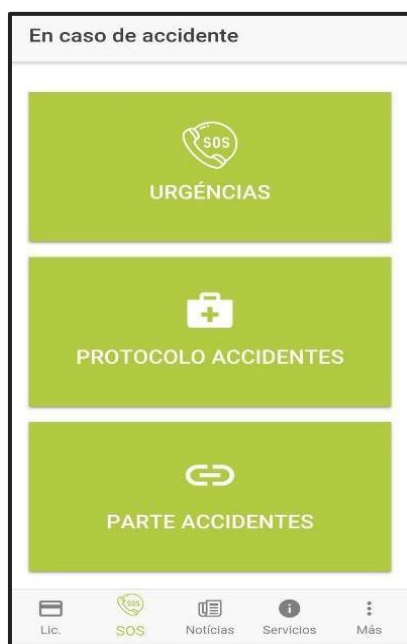 En caso de accidente
SOS
URGÉNCIAS
PROTOCOLO ACCIDENTES
PARTE ACCIDENTES
SOS
Lic.
SOS
Notícias
Servicios
Más